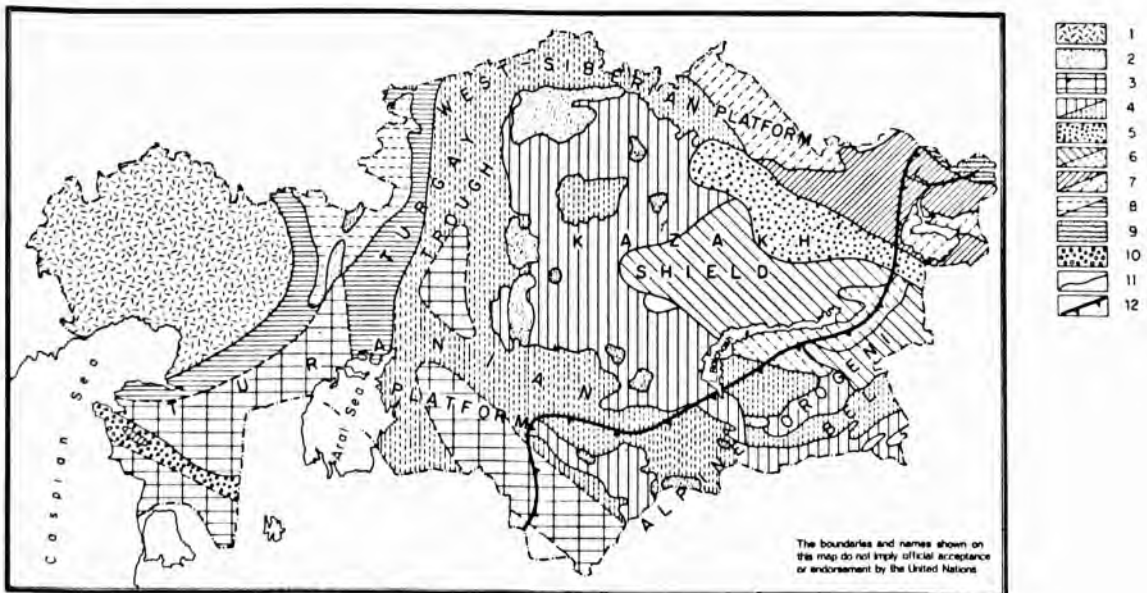 WEST-SIBERIAN PLATFORM
TURGAY
TROUGH
KAZAKH
SHIELD
TURANIAN
PLATFORM
ALPINE OROGENIC
B
Caspian Sea
Aral Sea
The boundaries and names shown on
this map do not imply official acceptance
or endorsement by the United Nations
1
2
3
4
5
6
7
8
9
10
11
12